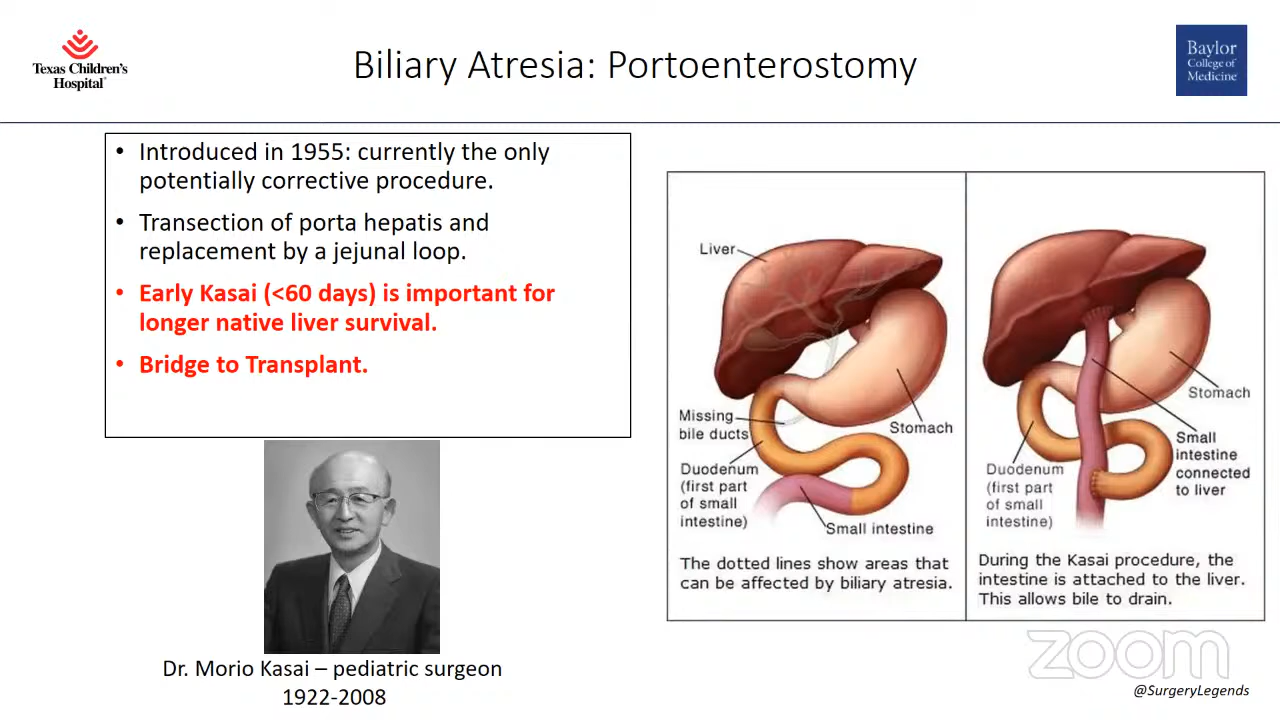 Texas Children's
Hospital
Biliary Atresia: Portoenterostomy
Baylor
College of
Medicine
• Introduced in 1955: currently the only
potentially corrective procedure.
• Transection of porta hepatis and
replacement by a jejunal loop.
• Early Kasai (<60 days) is important for
longer native liver survival.
• Bridge to Transplant.
Dr. Morio Kasai – pediatric surgeon
1922-2008
Liver
Missing
bile ducts
Stomach
Duodenum
(first part
of small
intestine)
Small intestine
The dotted lines show areas that
can be affected by biliary atresia.
Stomach
Small
intestine
connected
to liver
Duodenum
(first part
of small
intestine)
During the Kasai procedure, the
intestine is attached to the liver.
This allows bile to drain.
zoom
@SurgeryLegends